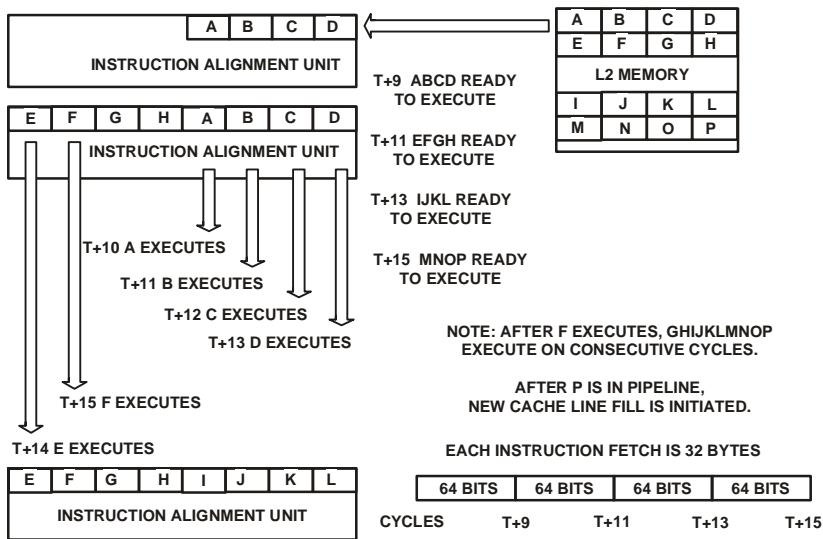 A B C D
INSTRUCTION ALIGNMENT UNIT
E F G H A B C D
INSTRUCTION ALIGNMENT UNIT
T+10 A EXECUTES
T+11 B EXECUTES
T+12 C EXECUTES
T+13 D EXECUTES
T+15 F EXECUTES
T+14 E EXECUTES
E F G H I J K L
INSTRUCTION ALIGNMENT UNIT
T+9 ABCD READY
TO EXECUTE
T+11 EFGH READY
TO EXECUTE
T+13 IJKL READY
TO EXECUTE
T+15 MNOP READY
TO EXECUTE
A B C D
E F G H
L2 MEMORY
I J K L
M N O P
NOTE: AFTER F EXECUTES, GHIJKLMNOP
EXECUTE ON CONSECUTIVE CYCLES.
AFTER P IS IN PIPELINE,
NEW CACHE LINE FILL IS INITIATED.
EACH INSTRUCTION FETCH IS 32 BYTES
64 BITS 64 BITS 64 BITS 64 BITS
CYCLES T+9 T+11 T+13 T+15